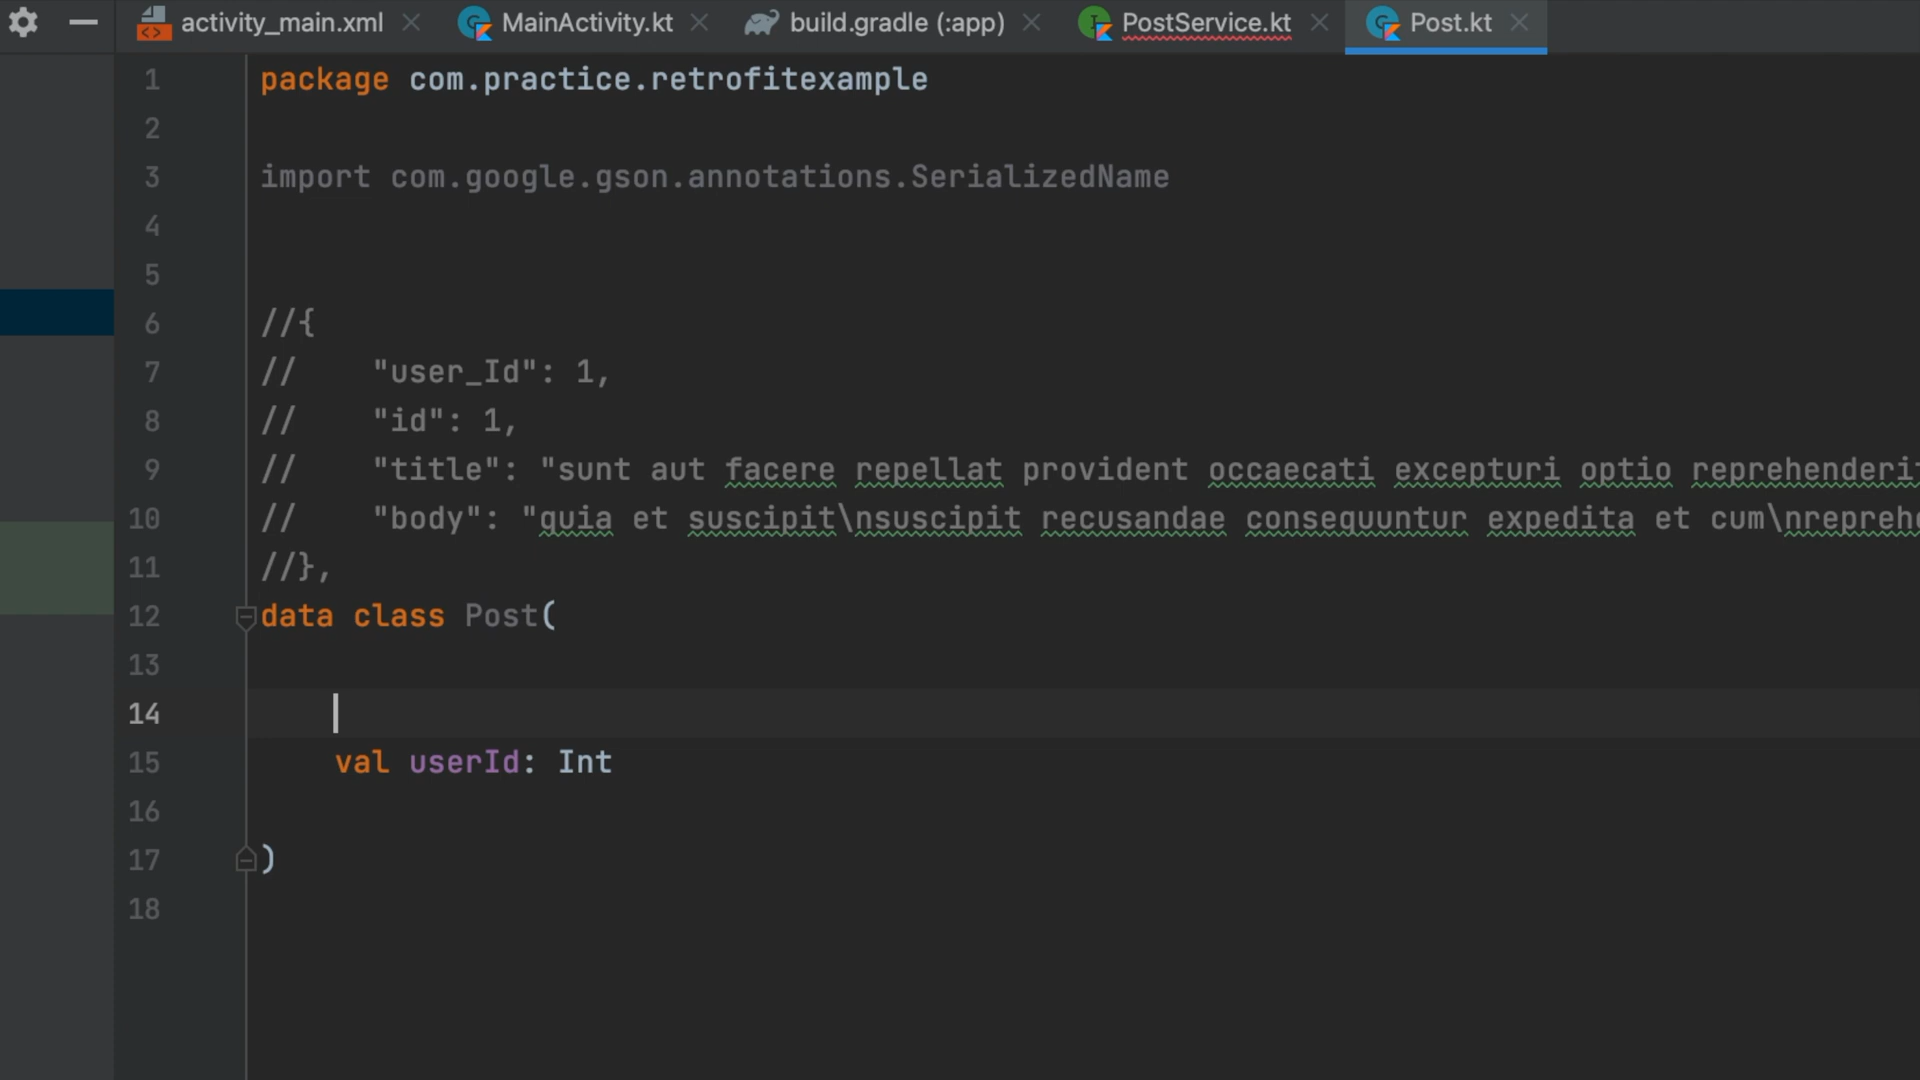 activity_main.xml MainActivity.kt build.gradle (:app) PostService.kt Post.kt
1 package com.practice.retrofitexample
2
3 import com.google.gson.annotations.SerializedName
4
5
6 //{
7 //    "user_Id": 1,
8 //    "id": 1,
9 //    "title": "sunt aut facere repellat provident occaecati excepturi optio reprehenderit
10 //    "body": "quia et suscipit\nsuscipit recusandae consequuntur expedita et cum\nreprehe
11 //},
12 data class Post(
13
14
15     val userId: Int
16
17 )
18